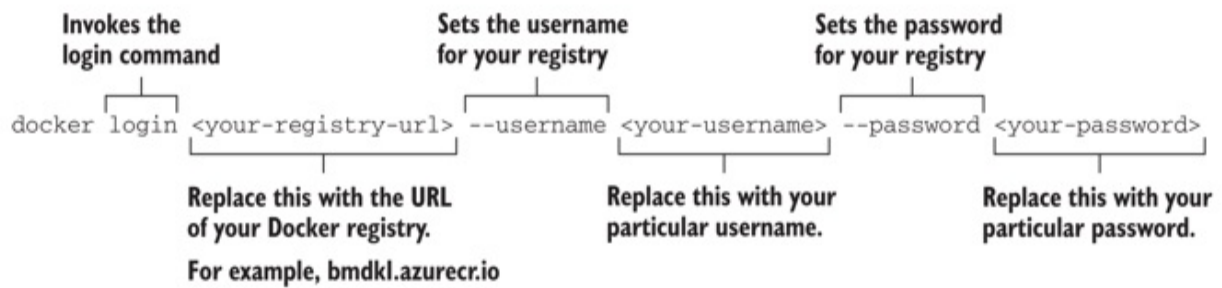 Invokes the
login command
Sets the username
for your registry
Sets the password
for your registry
docker login <your-registry-url> --username <your-username> --password <your-password>
Replace this with the URL
of your Docker registry.
For example, bmdkl.azurecr.io
Replace this with your
particular username.
Replace this with your
particular password.